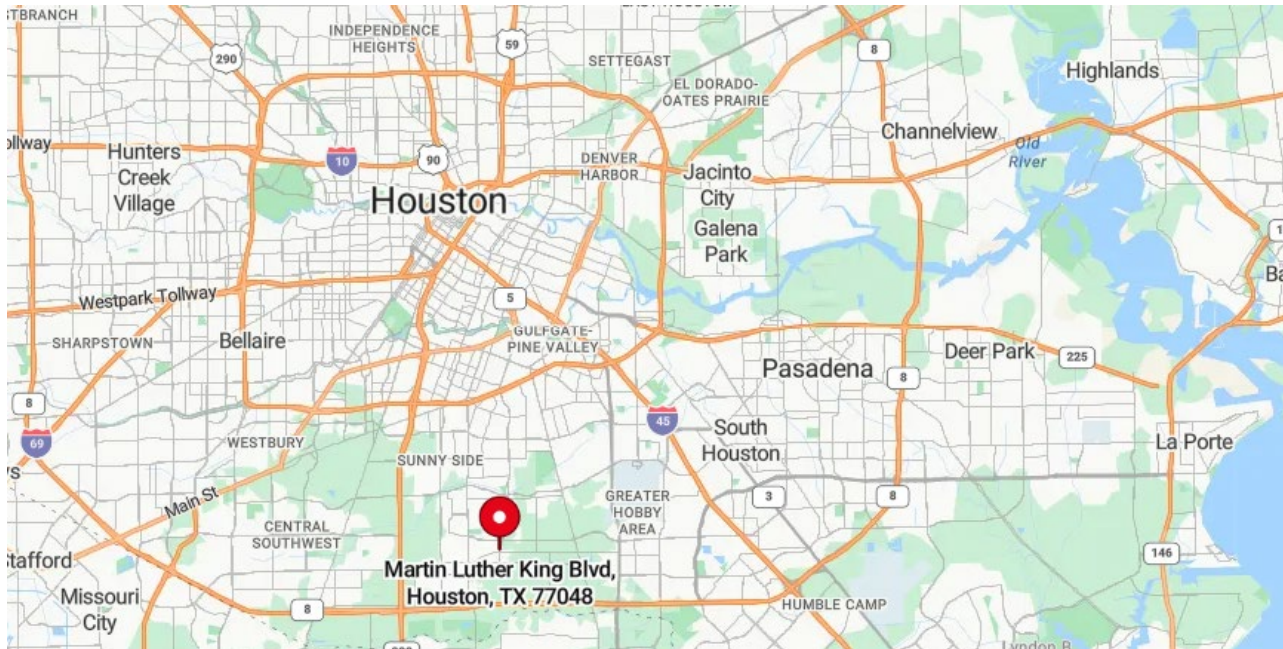 STBRANCH
INDEPENDENCE
HEIGHTS
59
290
8
SETTEGAST
EL DORADO-
OATES PRAIRIE
Highlands
Channelview
Old
River
ollway
Hunters
Creek
Village
10
90
DENVER
HARBOR
Jacinto
City
Houston
Galena
Park
Westpark Tollway
5
SHARPSTOWN
Bellaire
GULFGATE-
PINE VALLEY
Pasadena
Deer Park
225
8
8
69
WESTBURY
45
South
Houston
La Porte
SUNNY SIDE
Main St
CENTRAL
SOUTHWEST
GREATER
HOBBY
AREA
3
8
146
Stafford
Missouri
City
Martin Luther King Blvd,
Houston, TX 77048
8
HUMBLE CAMP